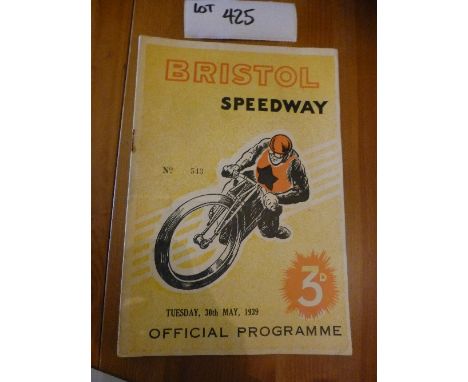 LOT 425
BRISTOL
SPEEDWAY
No 543
3D
TUESDAY, 30th MAY, 1939
OFFICIAL PROGRAMME